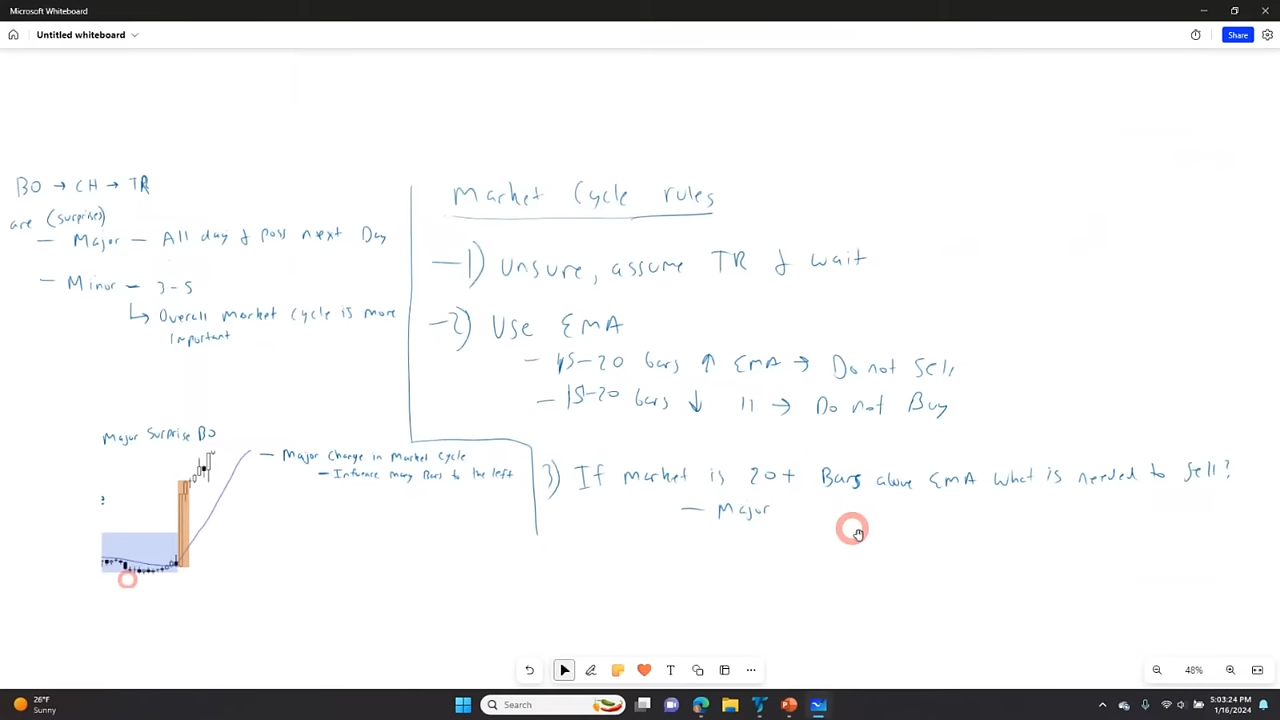 Microsoft Whiteboard
Untitled whiteboard
Share
BO → CH → TR
are (surprise)
— Major — All day & poss next Day
— Minor — 3-5
↳ Overall market cycle is more
important
Major Surprise BO
— Major Change in Market Cycle
— Influence many Bars to the left
?
Market Cycle rules
—1) Unsure, assume TR & wait
—2) Use EMA
— 15-20 bars ↑ EMA → Do not Sell
— 15-20 bars ↓ 11 → Do not Buy
3) If market is 20+ Bars above EMA what is needed to sell?
— Major
48%
26°F
Sunny
Search
5:03:24 PM
1/16/2024